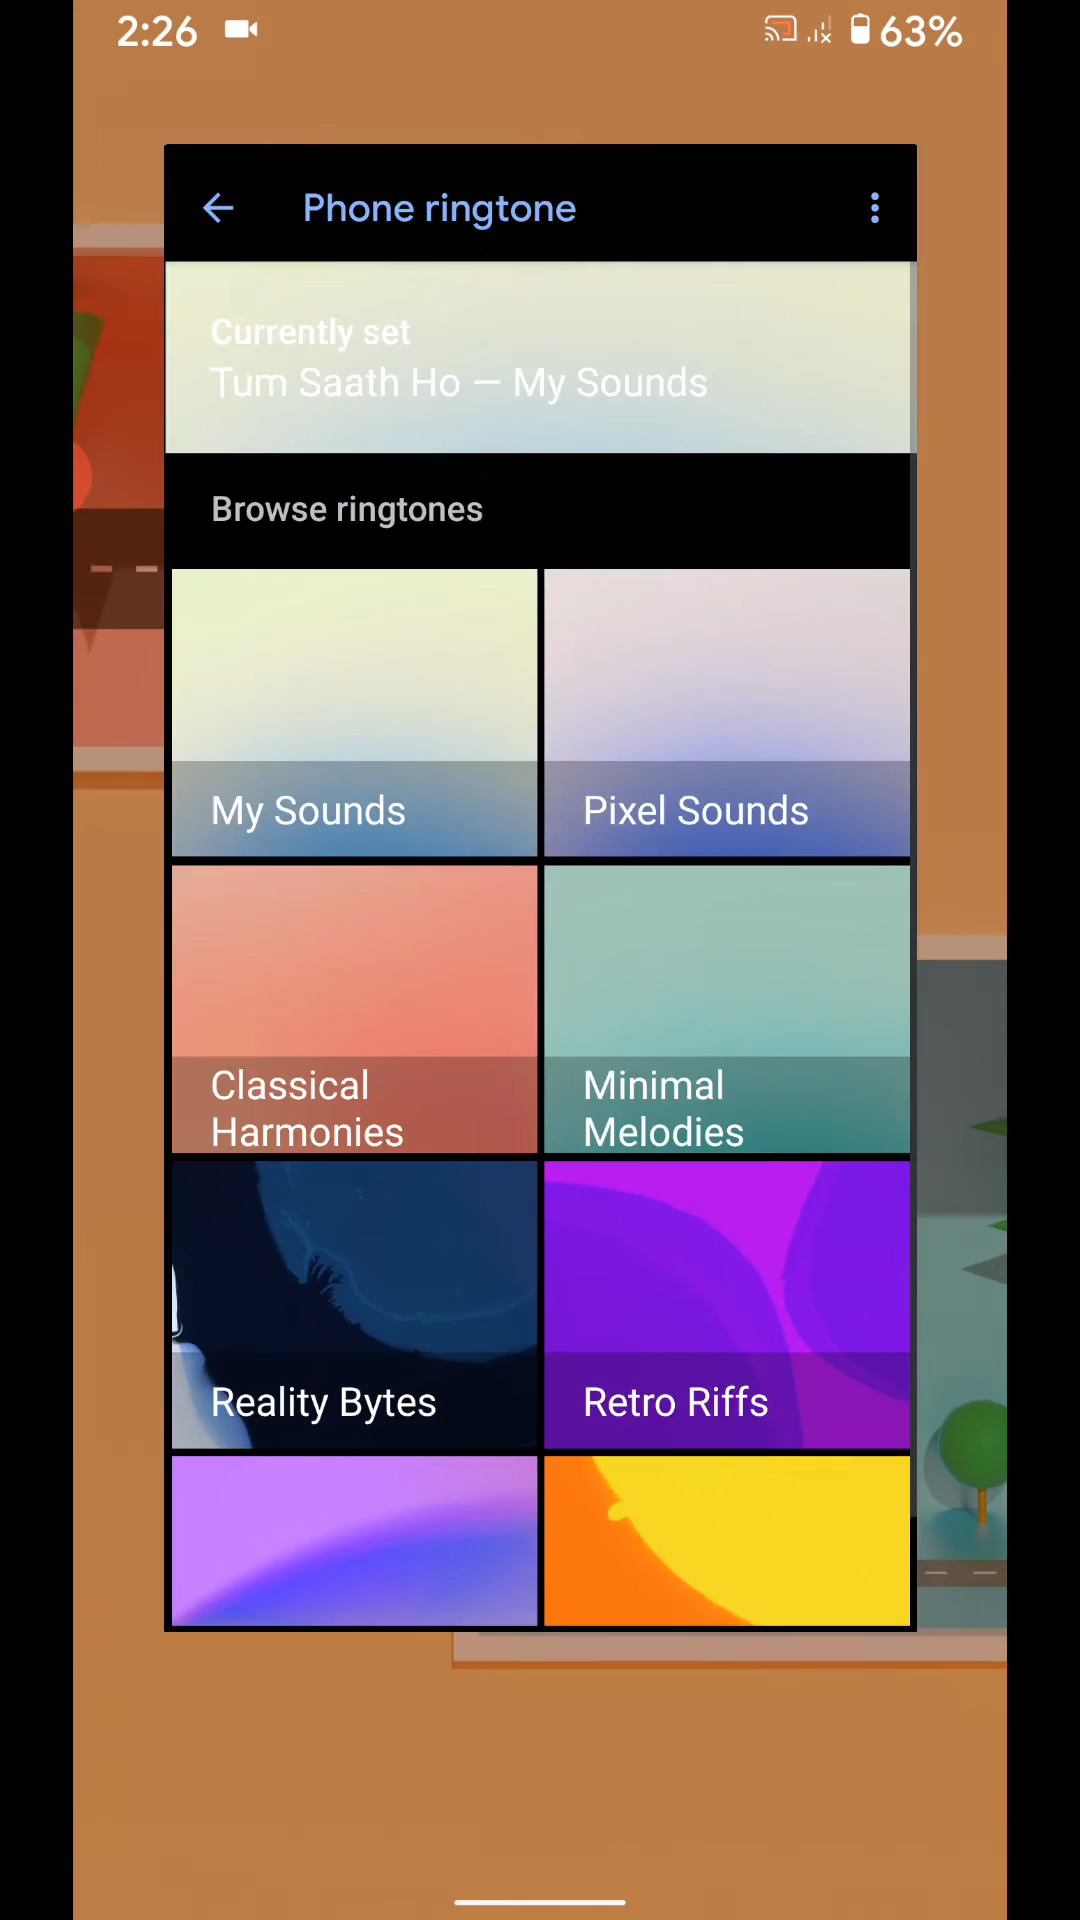 2:26
63%
Phone ringtone
Currently set
Tum Saath Ho — My Sounds
Browse ringtones
My Sounds
Pixel Sounds
Classical
Harmonies
Minimal
Melodies
Reality Bytes
Retro Riffs